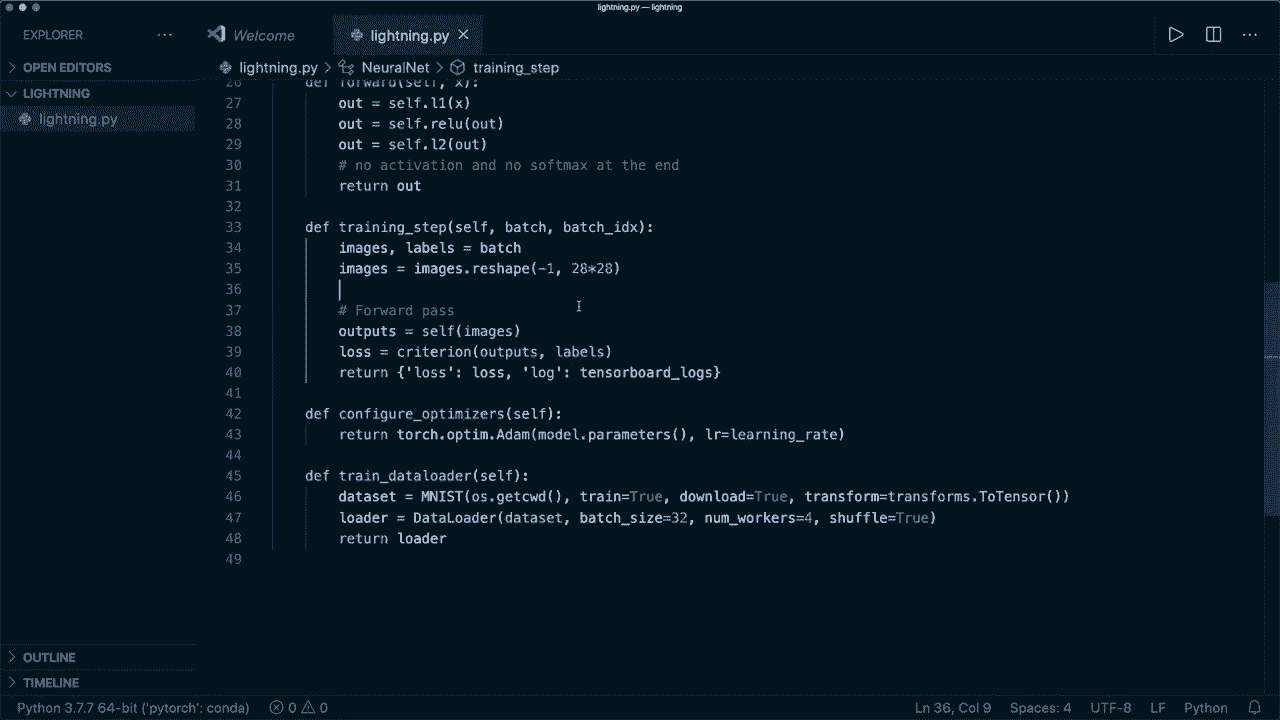 lightning.py — lightning
EXPLORER ···
Welcome
lightning.py ×
OPEN EDITORS
LIGHTNING
lightning.py
lightning.py > NeuralNet > training_step
26 def forward(self, x):
27 out = self.l1(x)
28 out = self.relu(out)
29 out = self.l2(out)
30 # no activation and no softmax at the end
31 return out
32
33 def training_step(self, batch, batch_idx):
34 images, labels = batch
35 images = images.reshape(-1, 28*28)
36
37 # Forward pass
38 outputs = self(images)
39 loss = criterion(outputs, labels)
40 return {'loss': loss, 'log': tensorboard_logs}
41
42 def configure_optimizers(self):
43 return torch.optim.Adam(model.parameters(), lr=learning_rate)
44
45 def train_dataloader(self):
46 dataset = MNIST(os.getcwd(), train=True, download=True, transform=transforms.ToTensor())
47 loader = DataLoader(dataset, batch_size=32, num_workers=4, shuffle=True)
48 return loader
49
OUTLINE
TIMELINE
Python 3.7.7 64-bit ('pytorch': conda) 0 0 Ln 36, Col 9 Spaces: 4 UTF-8 LF Python